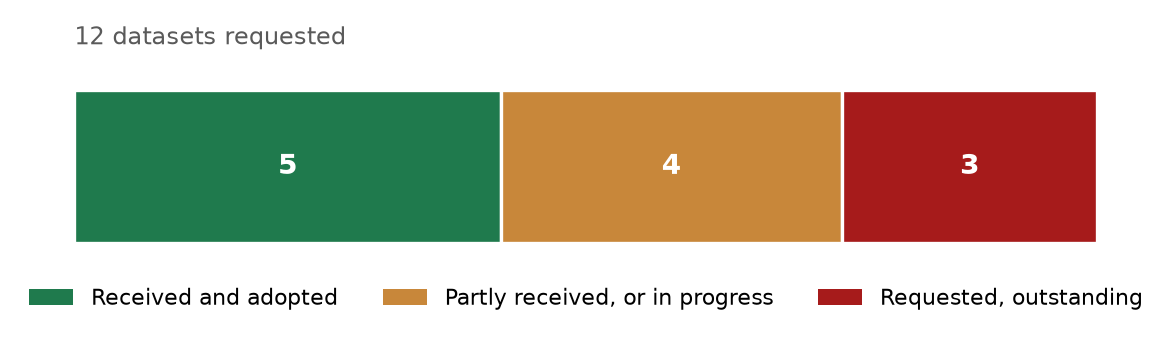 12 datasets requested
5 4 3
Received and adopted Partly received, or in progress Requested, outstanding